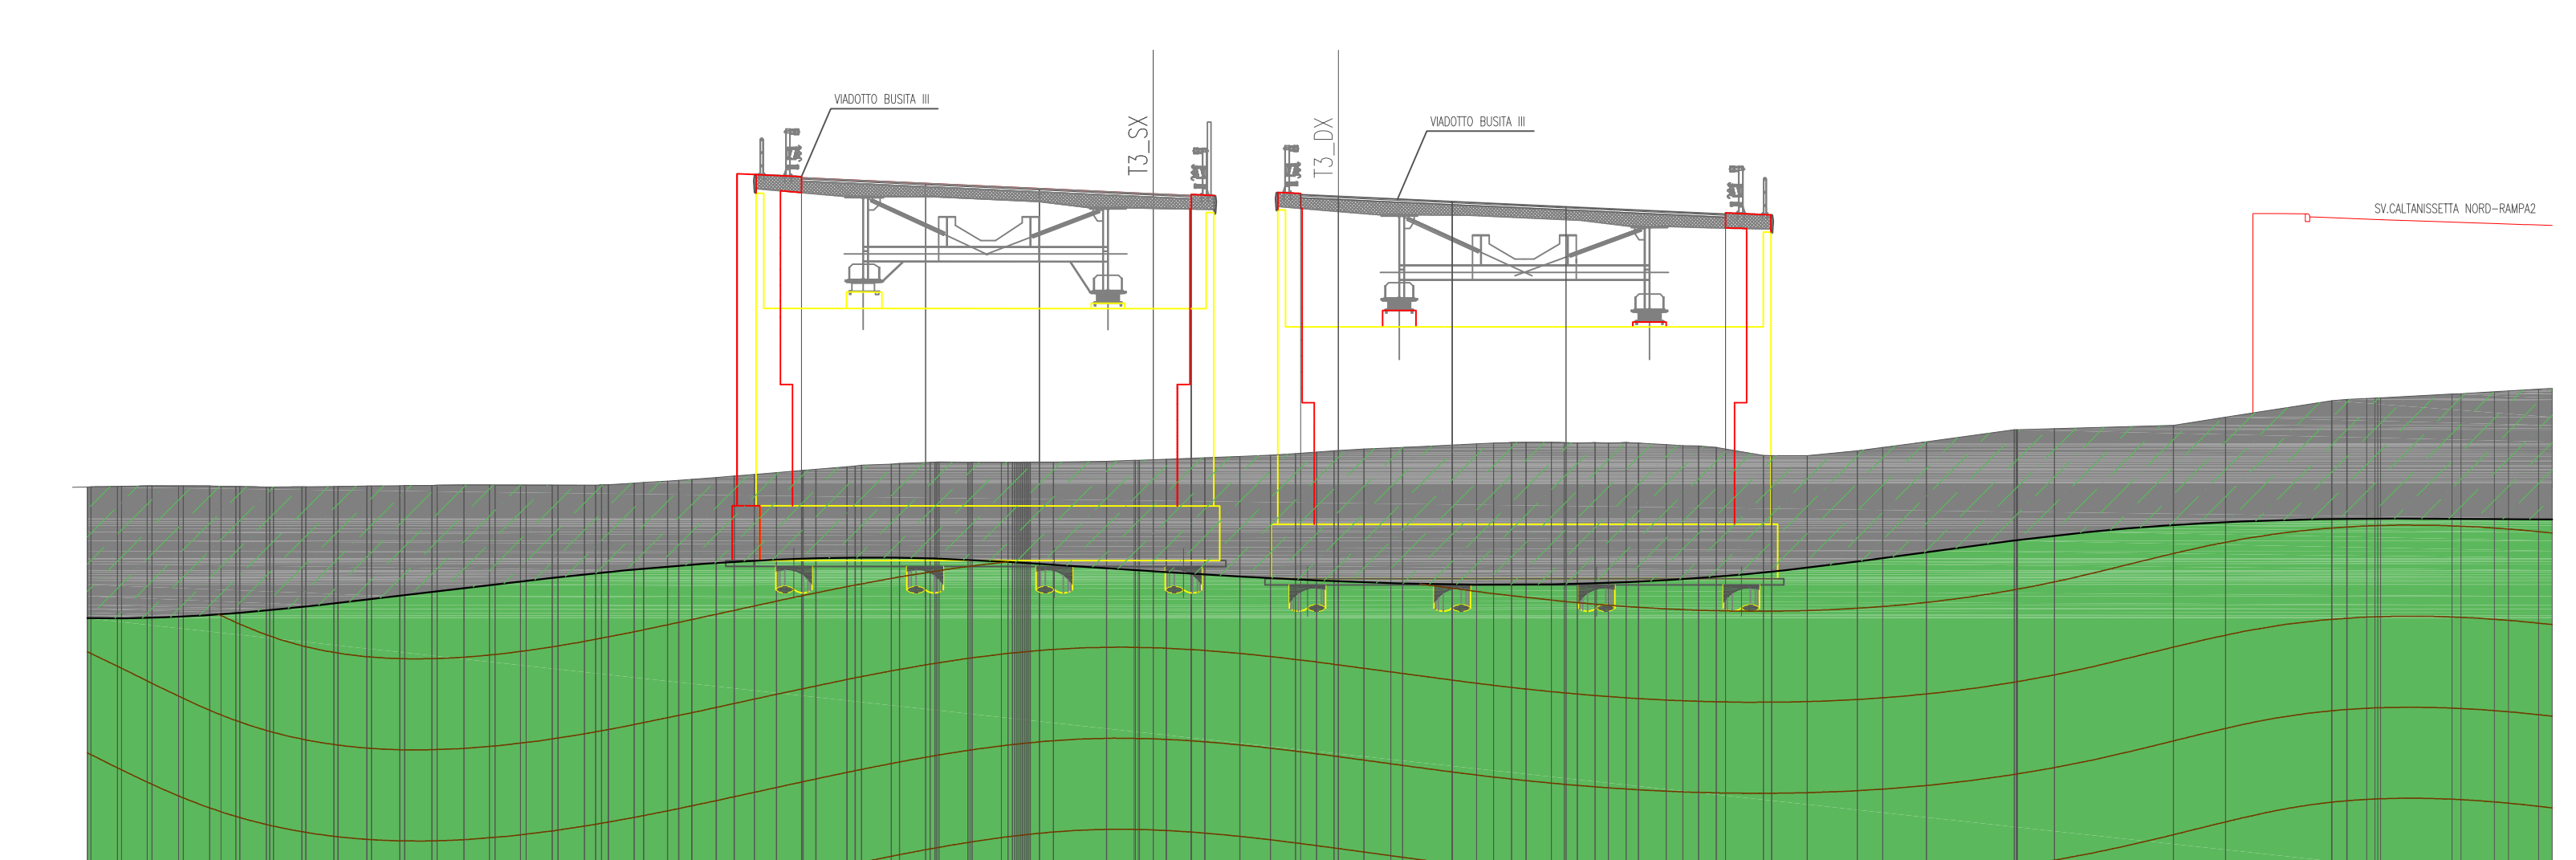 VIADOTTO BUSITA III
T3_SX
T3_DX
VIADOTTO BUSITA III
SV.CALTANISSETTA NORD-RAMPA2